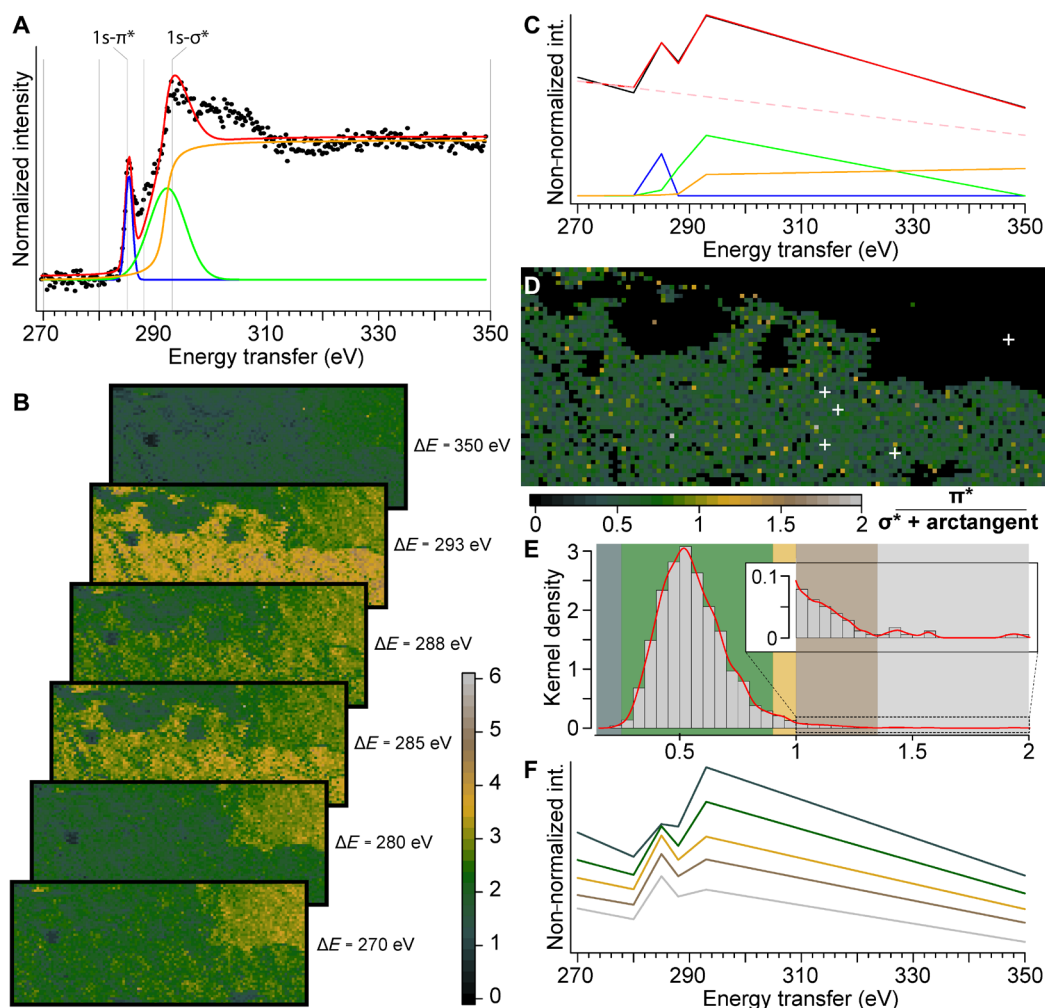 A
1s-π*
1s-σ*
Normalized intensity
270
290
310
330
350
Energy transfer (eV)
B
ΔE = 350 eV
ΔE = 293 eV
ΔE = 288 eV
ΔE = 285 eV
ΔE = 280 eV
ΔE = 270 eV
6
5
4
3
2
1
0
C
Non-normalized int.
270
290
310
330
350
Energy transfer (eV)
D
0
0.5
1
1.5
2
π*
σ* + arctangent
E
Kernel density
3
2
1
0
0.1
0
0.5
1
1.5
2
F
Non-normalized int.
270
290
310
330
350
Energy transfer (eV)